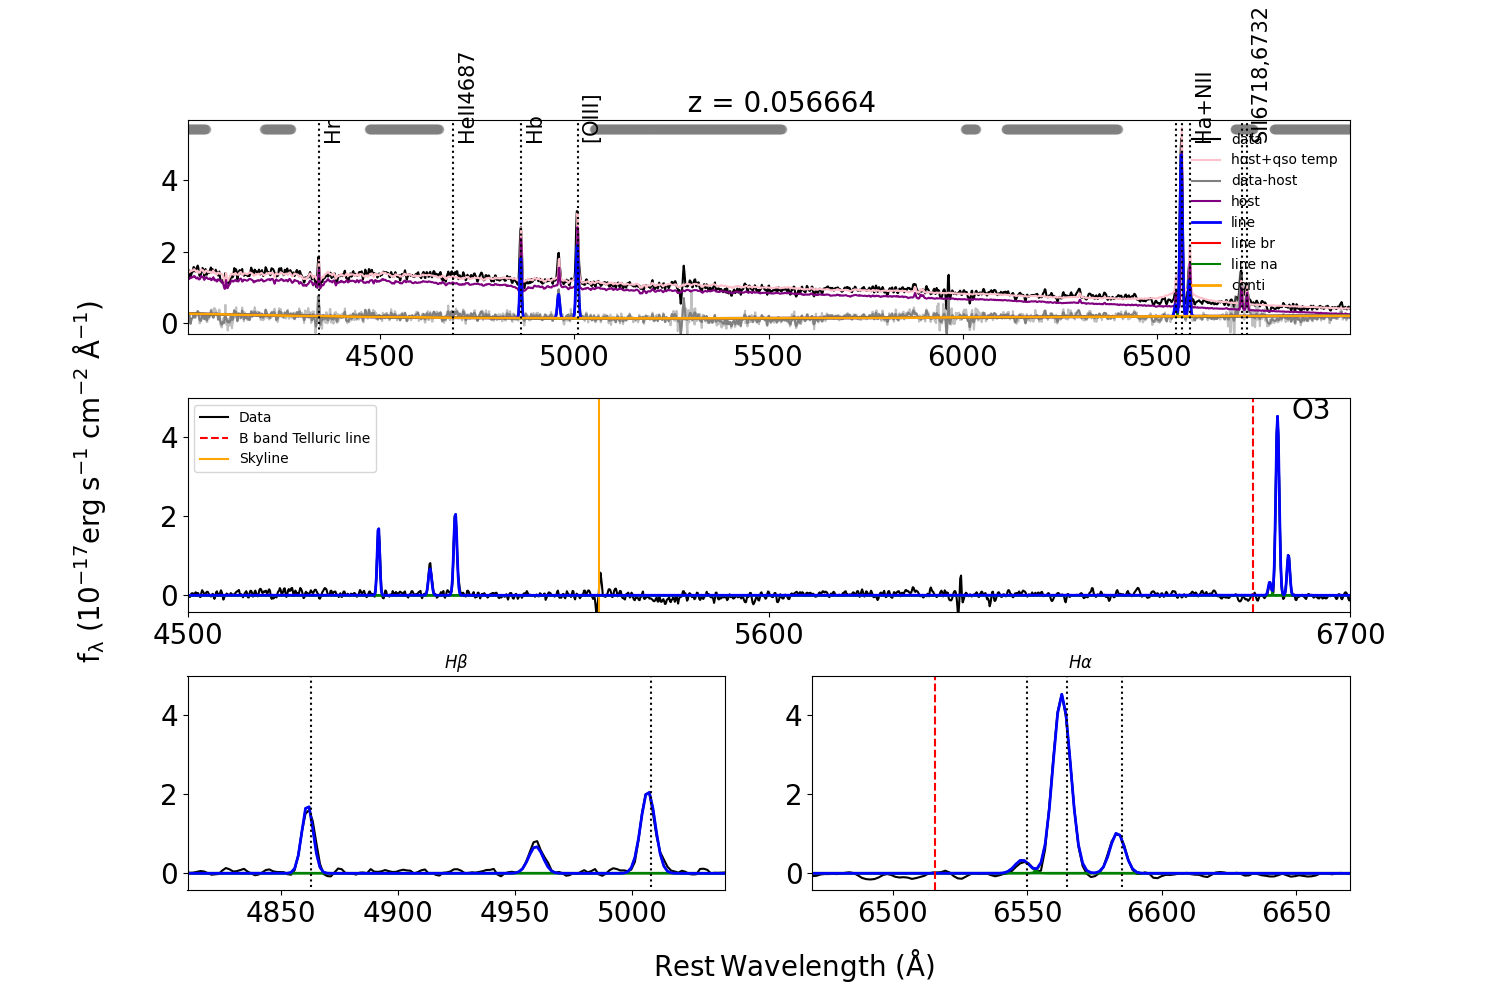 z = 0.056664
Hr
HeII4687
Hb
[OIII]
Ha+NII
SII6718,6732
data
host+qso temp
data-host
host
line
line br
line na
conti
4
2
0
4500
5000
5500
6000
6500
Data
B band Telluric line
Skyline
O3
4
2
0
4500
5600
6700
fλ (10−17erg s−1 cm−2 Å−1)
Hβ
4
2
0
4850
4900
4950
5000
Hα
4
2
0
6500
6550
6600
6650
Rest Wavelength (Å)